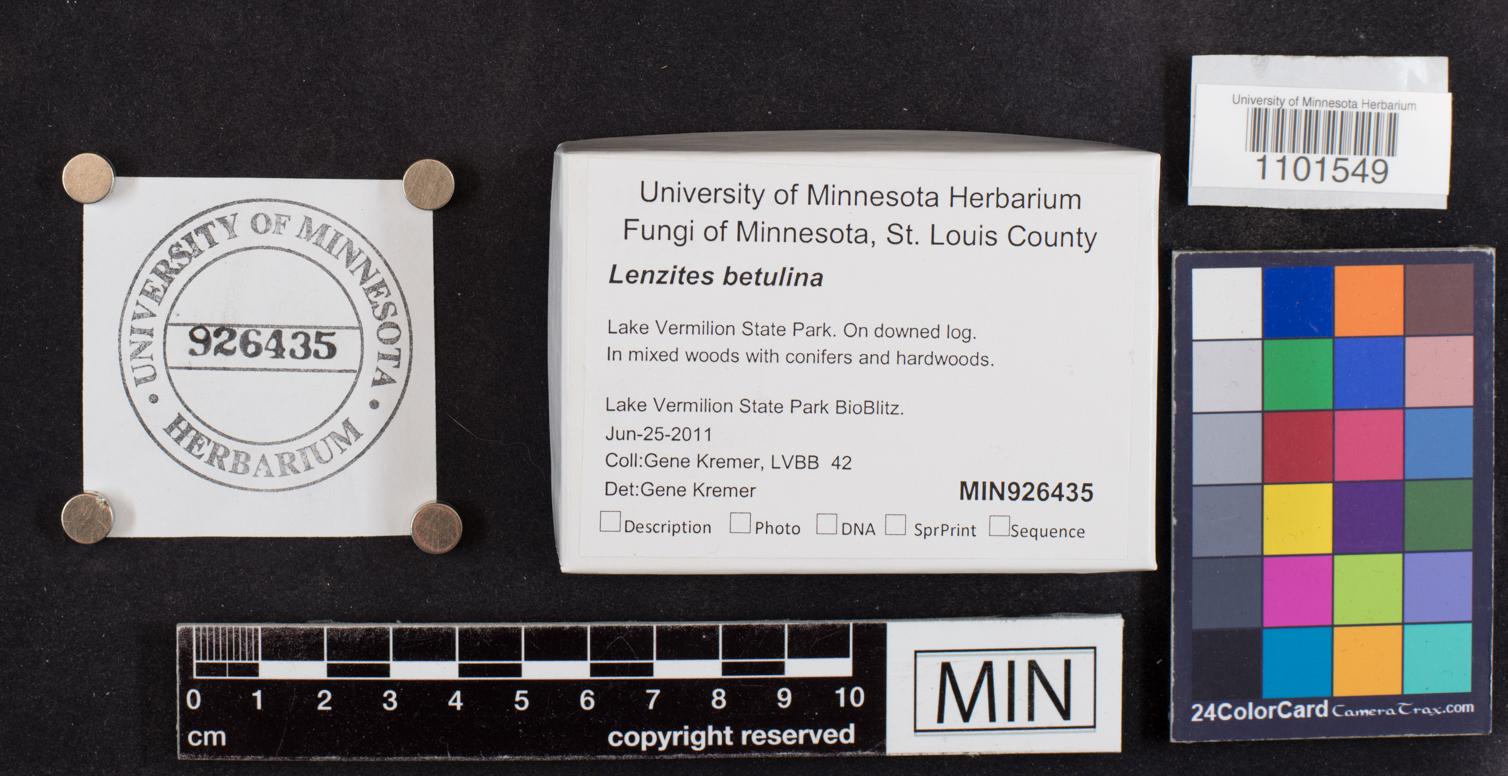 UNIVERSITY OF MINNESOTA
926435
HERBARIUM
University of Minnesota Herbarium
Fungi of Minnesota, St. Louis County
Lenzites betulina
Lake Vermilion State Park. On downed log.
In mixed woods with conifers and hardwoods.
Lake Vermilion State Park BioBlitz.
Jun-25-2011
Coll:Gene Kremer, LVBB 42
Det:Gene Kremer
MIN926435
Description Photo DNA SprPrint Sequence
University of Minnesota Herbarium
1101549
0 1 2 3 4 5 6 7 8 9 10
cm
copyright reserved
MIN
24ColorCard CameraTrax.com